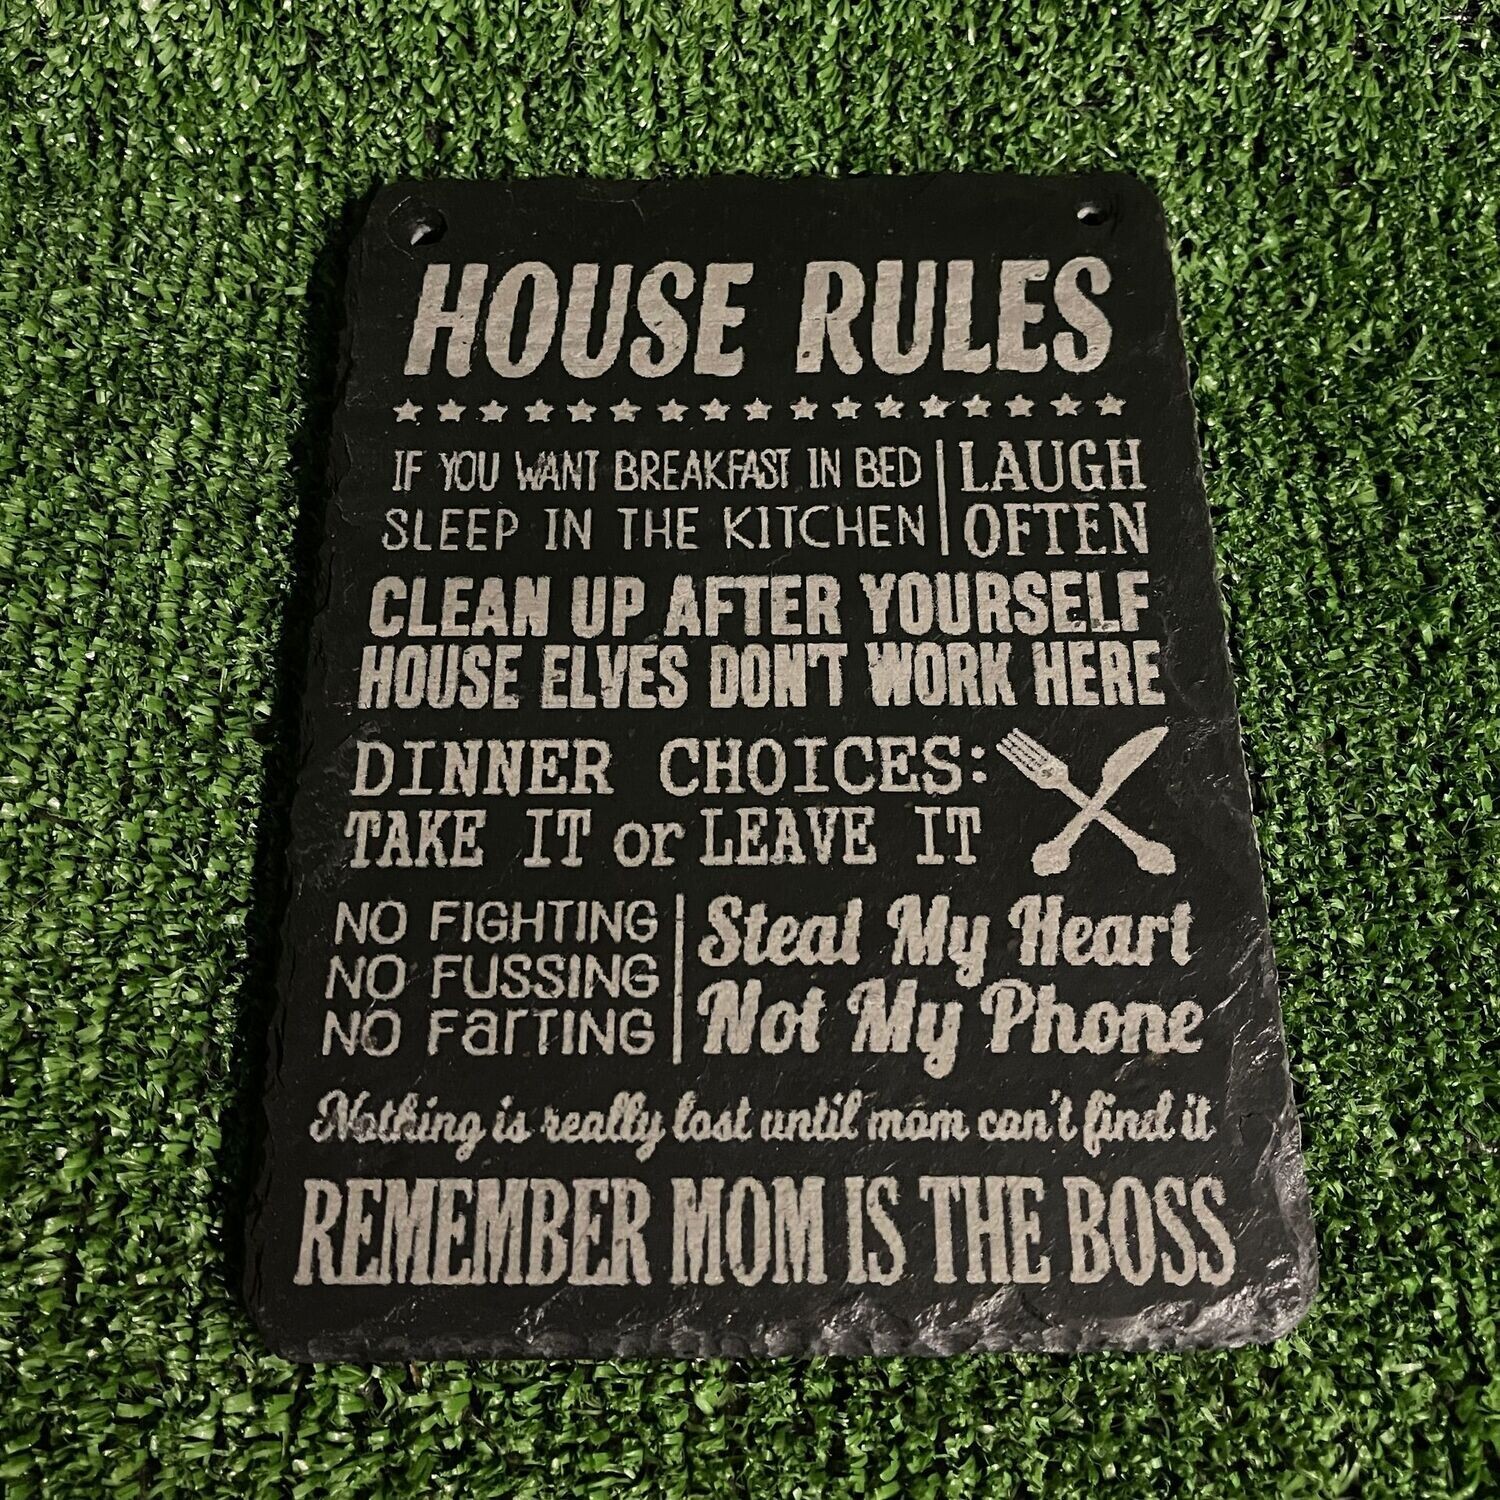 HOUSE RULES
IF YOU WANT BREAKFAST IN BED
SLEEP IN THE KITCHEN
LAUGH
OFTEN
CLEAN UP AFTER YOURSELF
HOUSE ELVES DON'T WORK HERE
DINNER CHOICES:
TAKE IT or LEAVE IT
NO FIGHTING
NO FUSSING
NO FarTING
Steal My Heart
Not My Phone
Nothing is really lost until mom can't find it
REMEMBER MOM IS THE BOSS